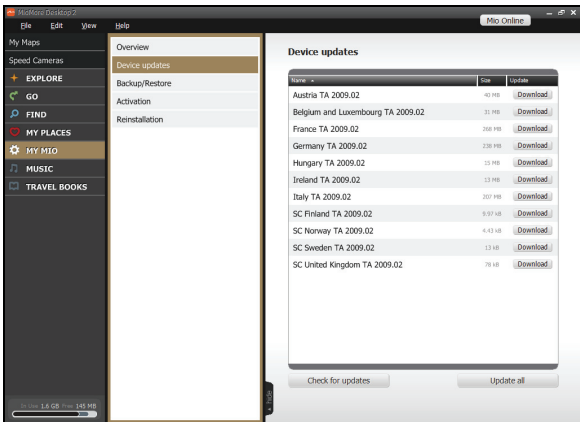 MioMore Desktop 2
File Edit View Help
Mio Online
My Maps
Speed Cameras
EXPLORE
GO
FIND
MY PLACES
MY MIO
MUSIC
TRAVEL BOOKS
In Use 1.6 GB Free 145 MB
Overview
Device updates
Backup/Restore
Activation
Reinstallation
hide
Device updates
Name Size Update
Austria TA 2009.02 40 MB Download
Belgium and Luxembourg TA 2009.02 31 MB Download
France TA 2009.02 268 MB Download
Germany TA 2009.02 238 MB Download
Hungary TA 2009.02 15 MB Download
Ireland TA 2009.02 13 MB Download
Italy TA 2009.02 207 MB Download
SC Finland TA 2009.02 9.97 kB Download
SC Norway TA 2009.02 4.43 kB Download
SC Sweden TA 2009.02 13 kB Download
SC United Kingdom TA 2009.02 78 kB Download
Check for updates Update all